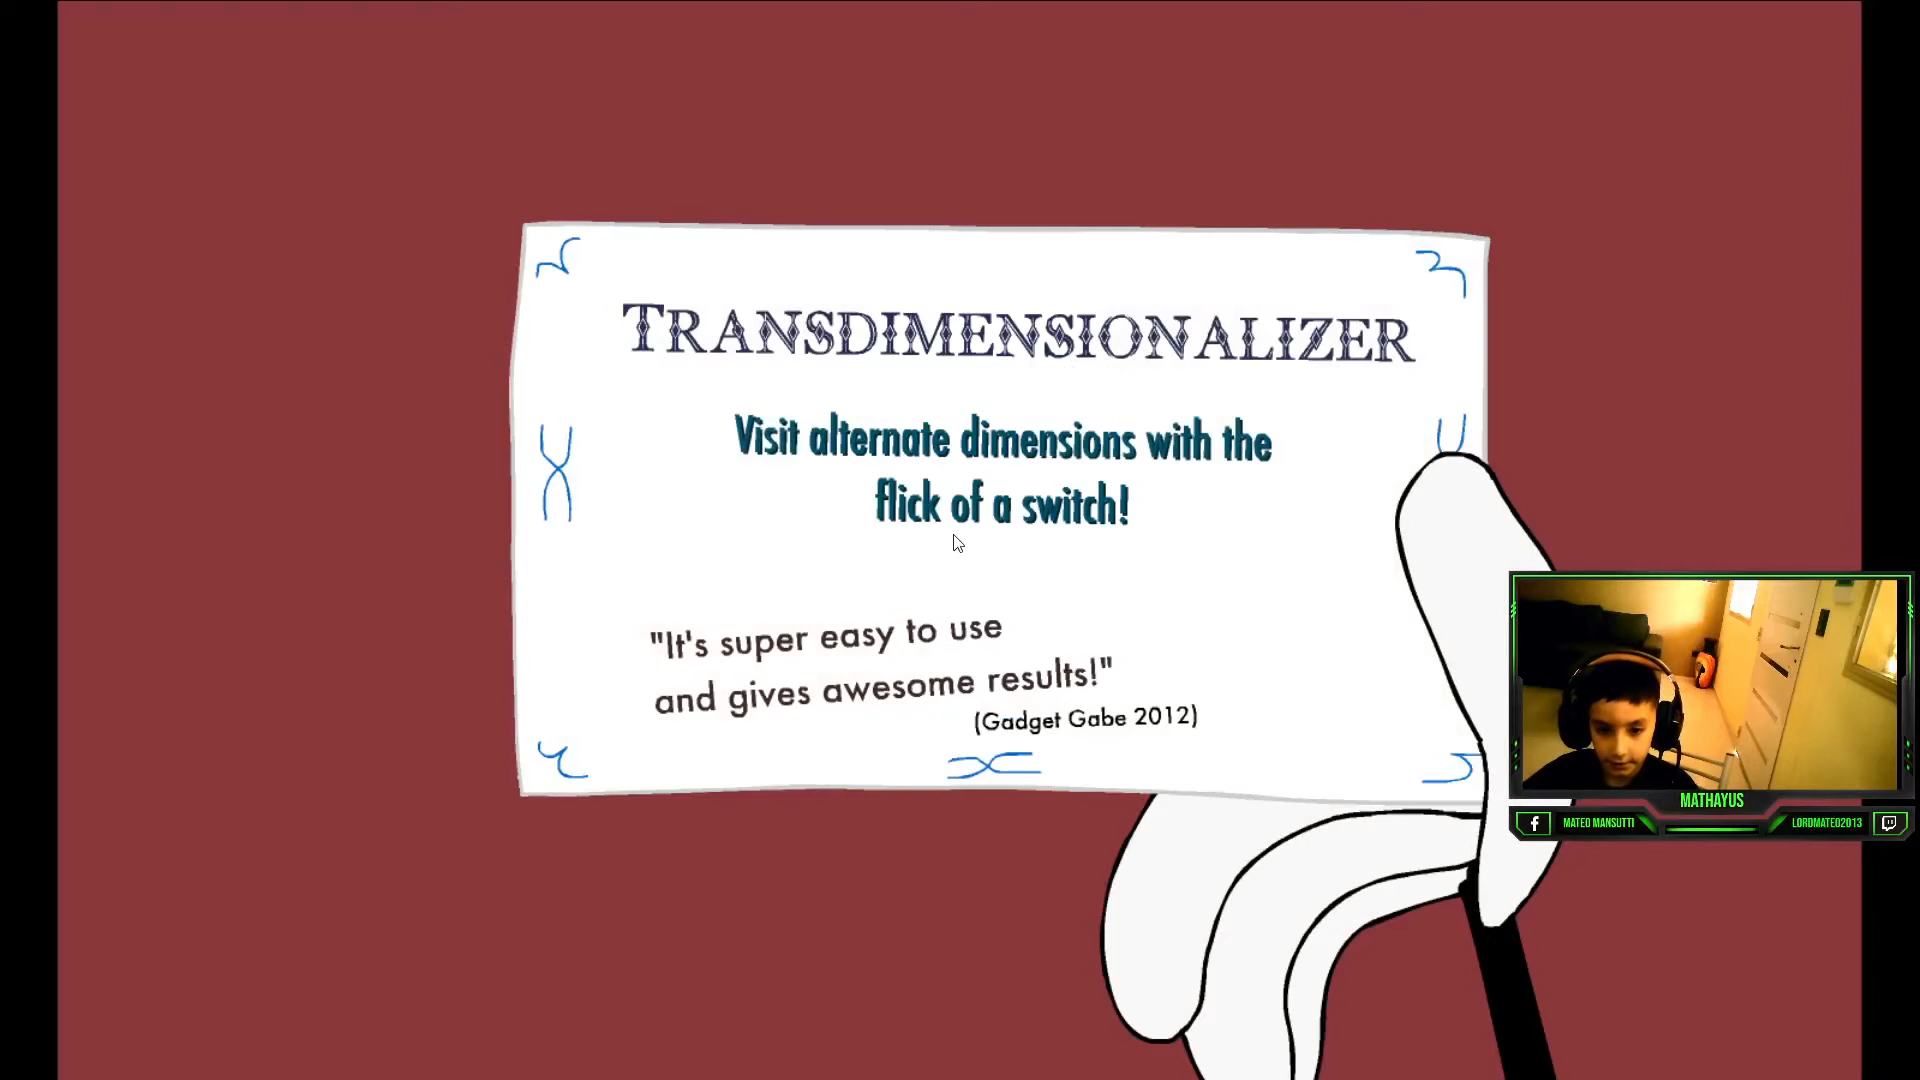 TRANSDIMENSIONALIZER
Visit alternate dimensions with the
flick of a switch!
"It's super easy to use
and gives awesome results!"
(Gadget Gabe 2012)
MATHAYUS
MATEO MANSUTTI
LORDMATEO2013